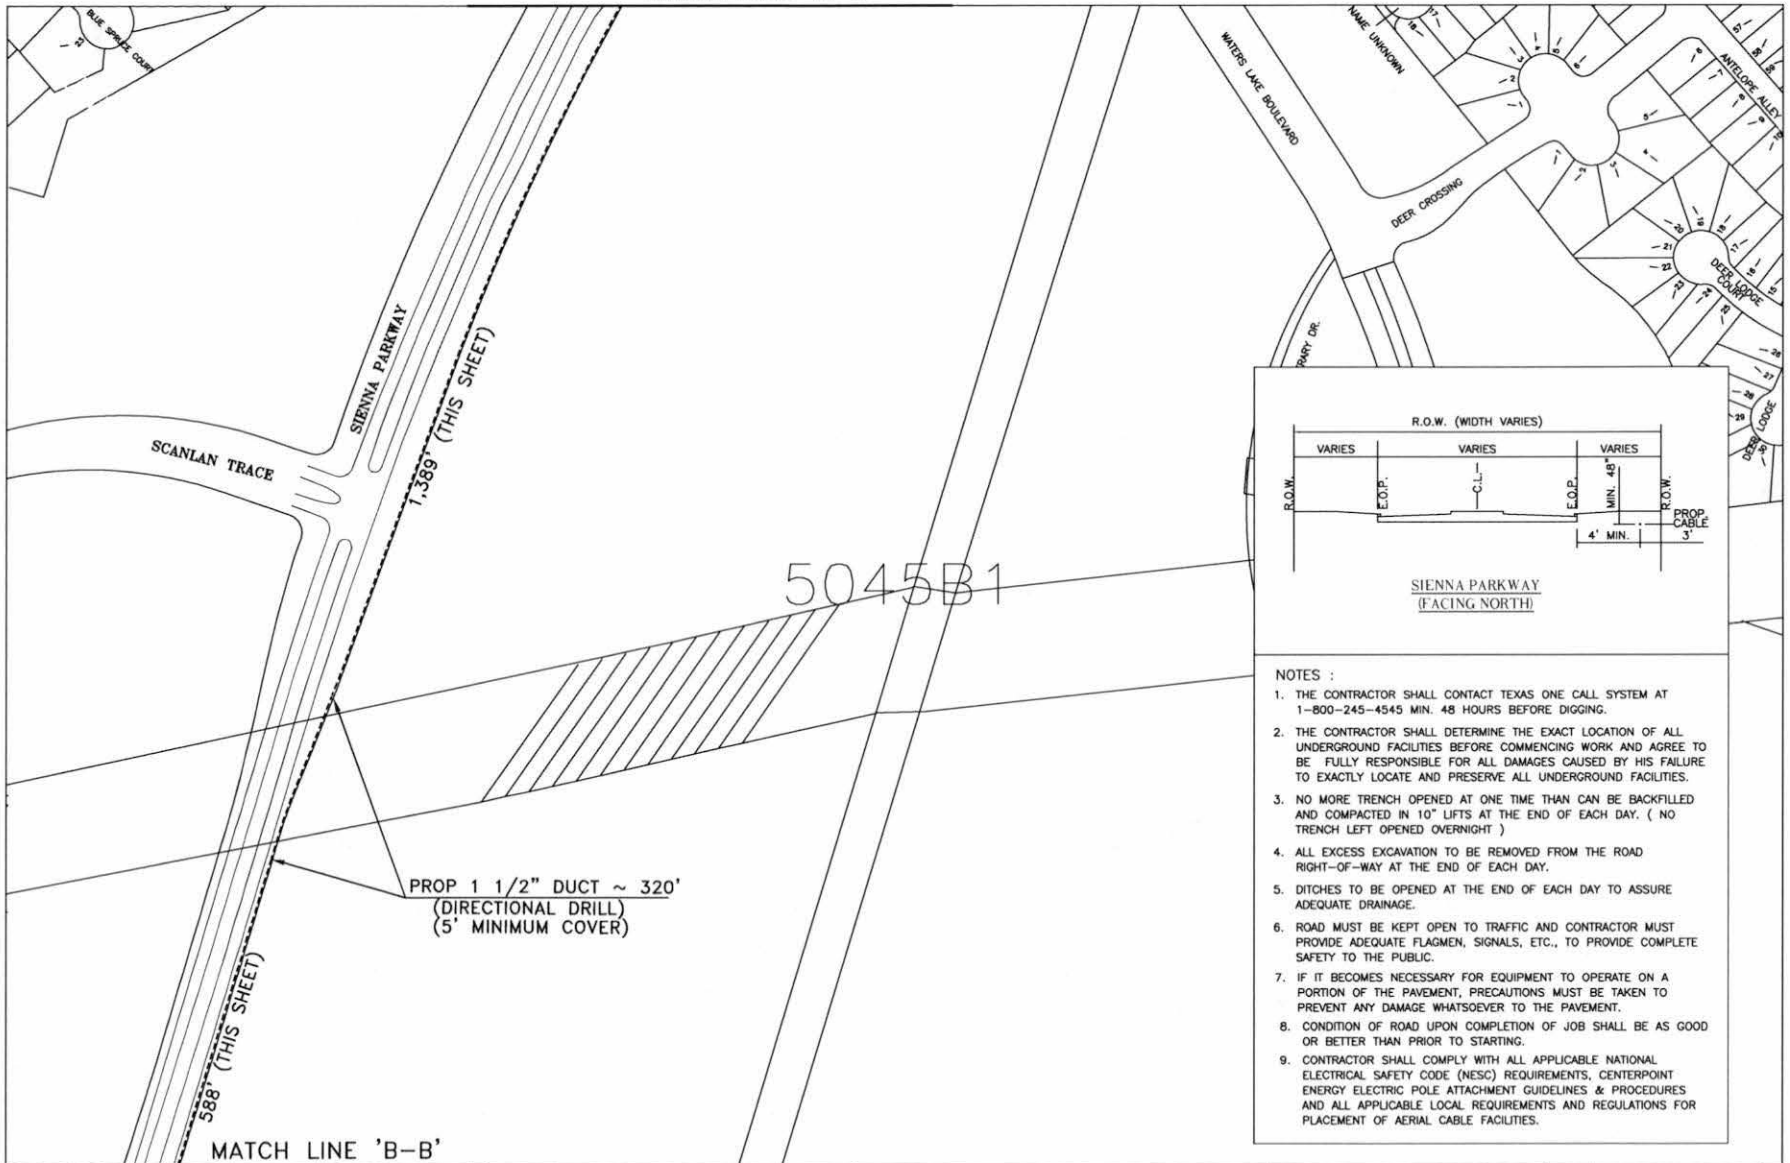 BLUE SPRUCE COURT
23
NAME UNKNOWN
17
18
WATERS LAKE BOULEVARD
ANTELOPE ALLEY
DEER CROSSING
DEER LODGE
COURT
DEER LODGE
SIENNA PARKWAY
SCANLAN TRACE
1,389' (THIS SHEET)
RARY DR.
5045B1
R.O.W. (WIDTH VARIES)
VARIES
VARIES
VARIES
R.O.W.
E.O.P.
C.L.
E.O.P.
MIN. 48"
R.O.W.
PROP.
CABLE
4' MIN.
3'
SIENNA PARKWAY
(FACING NORTH)
PROP 1 1/2" DUCT ~ 320'
(DIRECTIONAL DRILL)
(5' MINIMUM COVER)
588' (THIS SHEET)
MATCH LINE 'B-B'
NOTES :
1. THE CONTRACTOR SHALL CONTACT TEXAS ONE CALL SYSTEM AT
1-800-245-4545 MIN. 48 HOURS BEFORE DIGGING.
2. THE CONTRACTOR SHALL DETERMINE THE EXACT LOCATION OF ALL
UNDERGROUND FACILITIES BEFORE COMMENCING WORK AND AGREE TO
BE FULLY RESPONSIBLE FOR ALL DAMAGES CAUSED BY HIS FAILURE
TO EXACTLY LOCATE AND PRESERVE ALL UNDERGROUND FACILITIES.
3. NO MORE TRENCH OPENED AT ONE TIME THAN CAN BE BACKFILLED
AND COMPACTED IN 10" LIFTS AT THE END OF EACH DAY. ( NO
TRENCH LEFT OPENED OVERNIGHT )
4. ALL EXCESS EXCAVATION TO BE REMOVED FROM THE ROAD
RIGHT-OF-WAY AT THE END OF EACH DAY.
5. DITCHES TO BE OPENED AT THE END OF EACH DAY TO ASSURE
ADEQUATE DRAINAGE.
6. ROAD MUST BE KEPT OPEN TO TRAFFIC AND CONTRACTOR MUST
PROVIDE ADEQUATE FLAGMEN, SIGNALS, ETC., TO PROVIDE COMPLETE
SAFETY TO THE PUBLIC.
7. IF IT BECOMES NECESSARY FOR EQUIPMENT TO OPERATE ON A
PORTION OF THE PAVEMENT, PRECAUTIONS MUST BE TAKEN TO
PREVENT ANY DAMAGE WHATSOEVER TO THE PAVEMENT.
8. CONDITION OF ROAD UPON COMPLETION OF JOB SHALL BE AS GOOD
OR BETTER THAN PRIOR TO STARTING.
9. CONTRACTOR SHALL COMPLY WITH ALL APPLICABLE NATIONAL
ELECTRICAL SAFETY CODE (NESC) REQUIREMENTS, CENTERPOINT
ENERGY ELECTRIC POLE ATTACHMENT GUIDELINES & PROCEDURES
AND ALL APPLICABLE LOCAL REQUIREMENTS AND REGULATIONS FOR
PLACEMENT OF AERIAL CABLE FACILITIES.